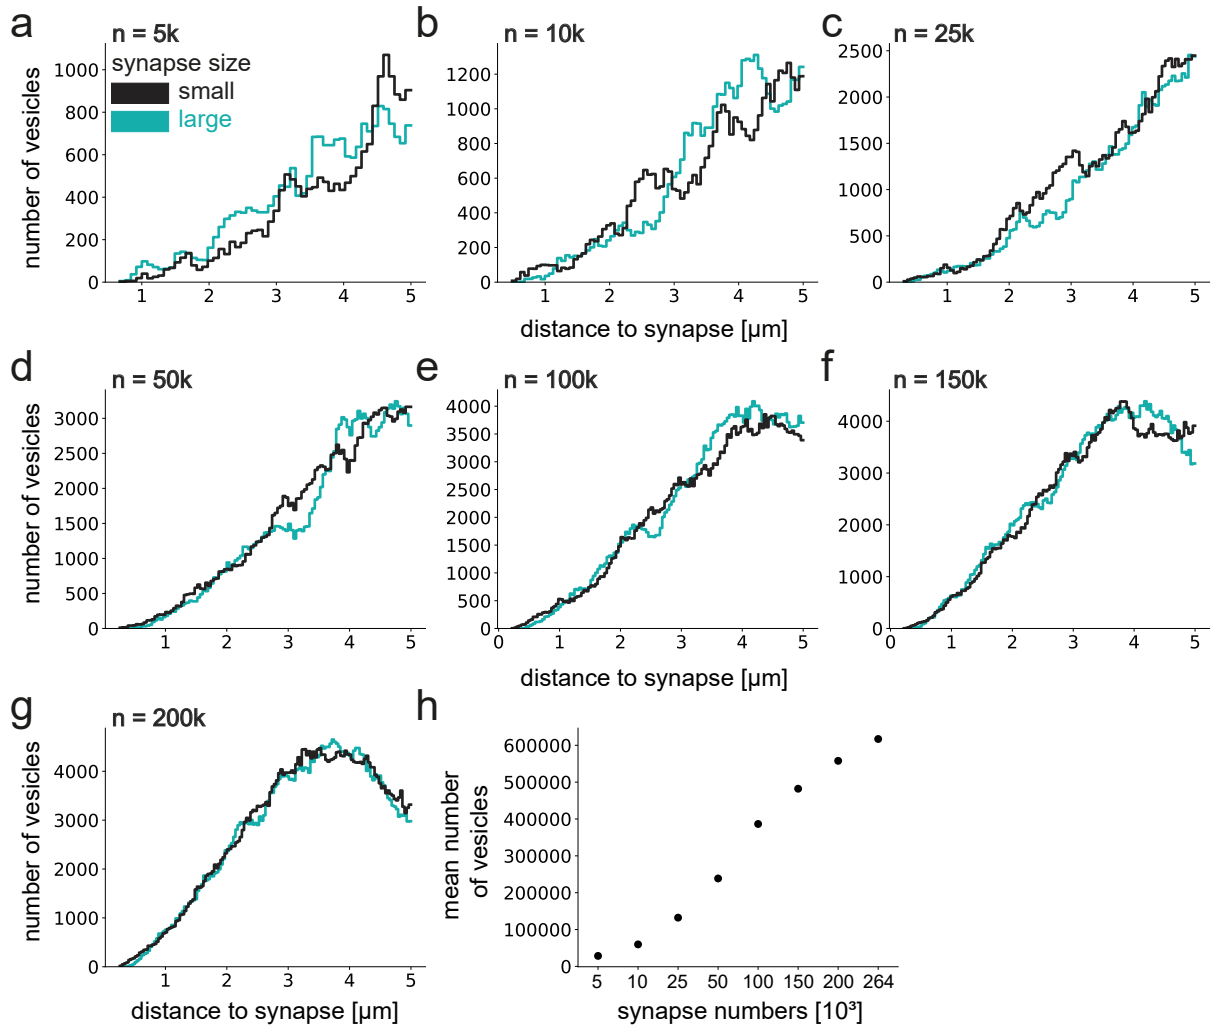 a
n = 5k
synapse size
small
large
number of vesicles
1000
800
600
400
200
0
1 2 3 4 5
b
n = 10k
1200
1000
800
600
400
200
0
1 2 3 4 5
distance to synapse [µm]
c
n = 25k
2500
2000
1500
1000
500
0
1 2 3 4 5
d
n = 50k
number of vesicles
3000
2500
2000
1500
1000
500
0
1 2 3 4 5
e
n = 100k
4000
3500
3000
2500
2000
1500
1000
500
0
0 1 2 3 4 5
distance to synapse [µm]
f
n = 150k
4000
3000
2000
1000
0
0 1 2 3 4 5
g
n = 200k
number of vesicles
4000
3000
2000
1000
0
1 2 3 4 5
distance to synapse [µm]
h
mean number
of vesicles
600000
500000
400000
300000
200000
100000
0
5 10 25 50 100 150 200 264
synapse numbers [10³]